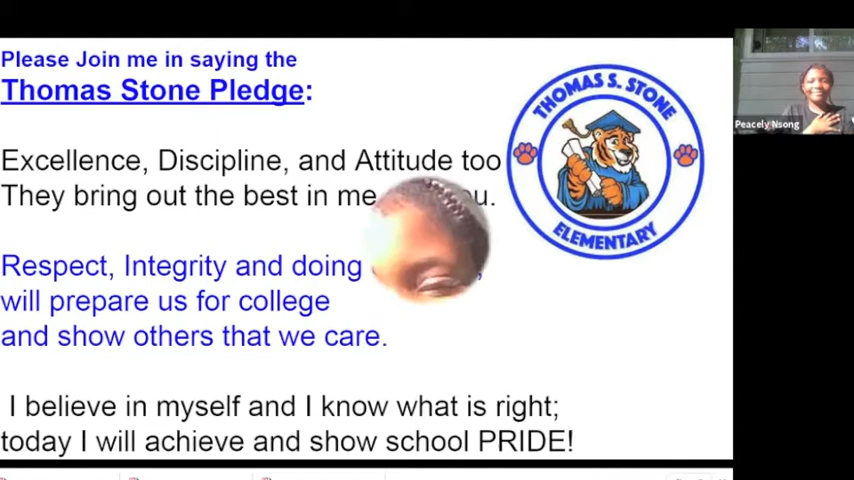 Please Join me in saying the
Thomas Stone Pledge:
Excellence, Discipline, and Attitude too
They bring out the best in me
Respect, Integrity and doing
will prepare us for college
and show others that we care.
I believe in myself and I know what is right;
today I will achieve and show school PRIDE!
THOMAS S. STONE
ELEMENTARY
Peacely Nsong